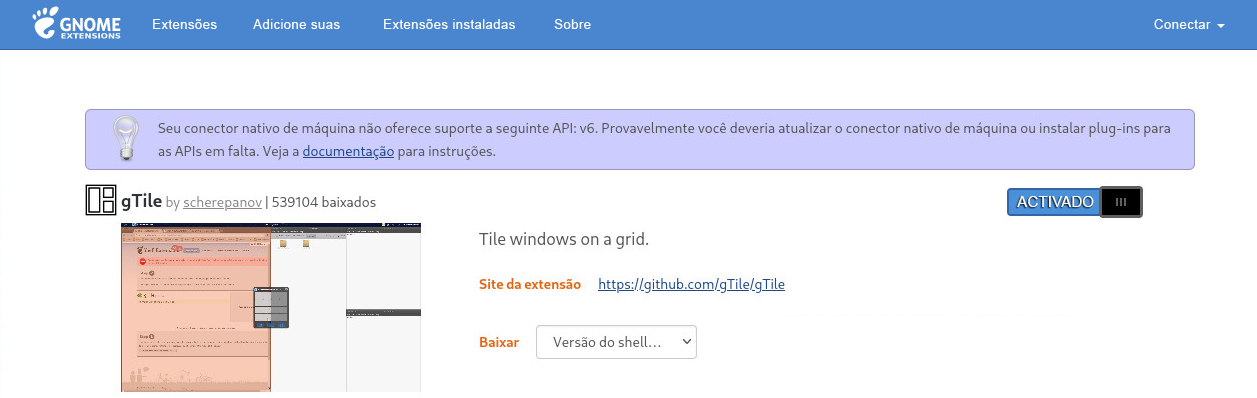 GNOME EXTENSIONS Extensões Adicione suas Extensões instaladas Sobre Conectar
Seu conector nativo de máquina não oferece suporte a seguinte API: v6. Provavelmente você deveria atualizar o conector nativo de máquina ou instalar plug-ins para
as APIs em falta. Veja a documentação para instruções.
gTile by scherepanov | 539104 baixados ACTIVADO
Tile windows on a grid.
Site da extensão https://github.com/gTile/gTile
Baixar Versão do shell...